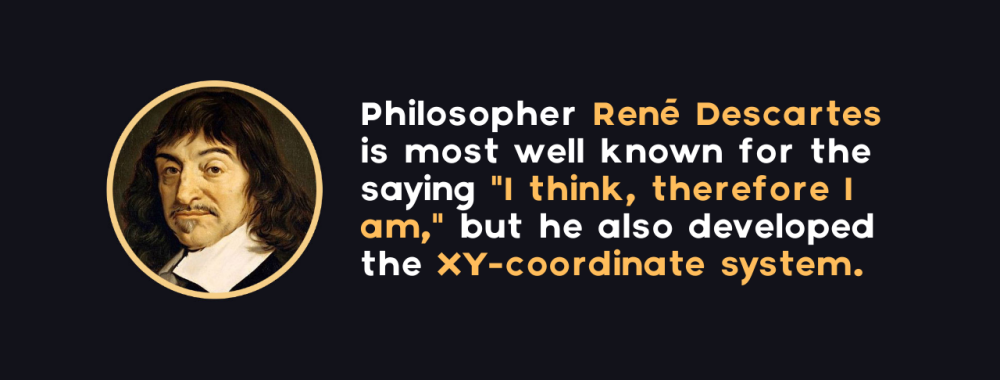 Philosopher René Descartes
is most well known for the
saying "I think, therefore I
am," but he also developed
the XY-coordinate system.